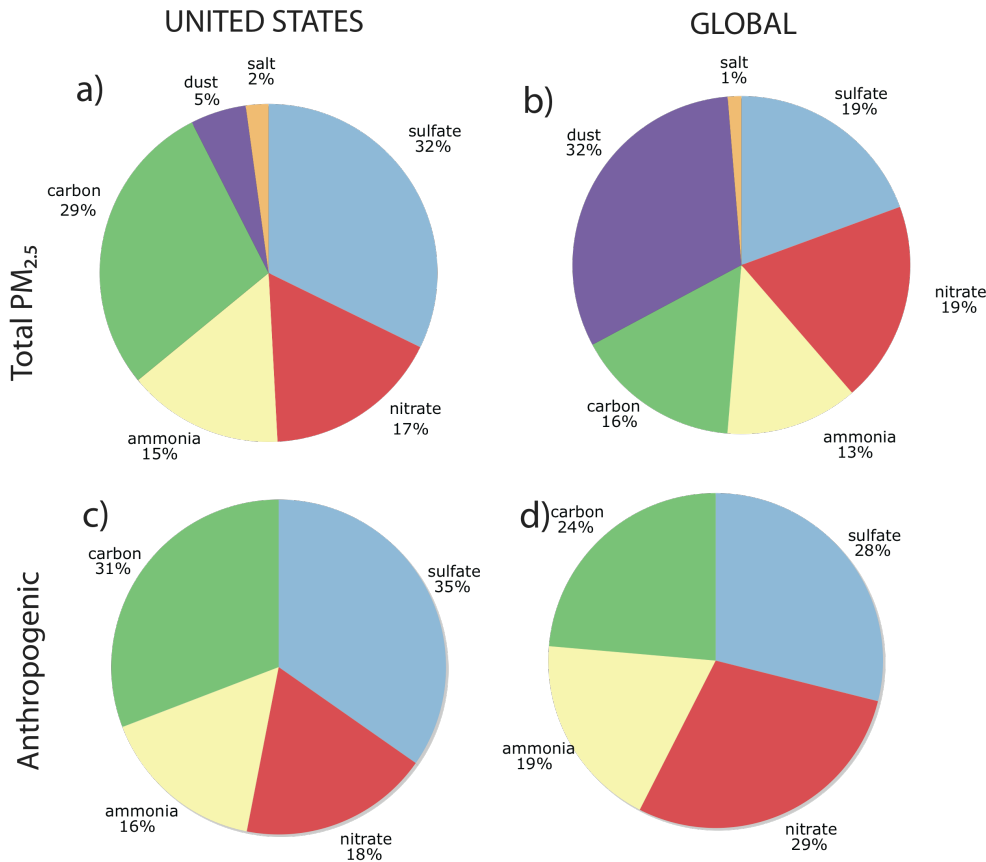 UNITED STATES
GLOBAL
Total PM2.5
Anthropogenic
a)
salt
2%
dust
5%
sulfate
32%
carbon
29%
nitrate
17%
ammonia
15%
b)
salt
1%
sulfate
19%
dust
32%
nitrate
19%
carbon
16%
ammonia
13%
c)
carbon
31%
sulfate
35%
ammonia
16%
nitrate
18%
d)
carbon
24%
sulfate
28%
ammonia
19%
nitrate
29%